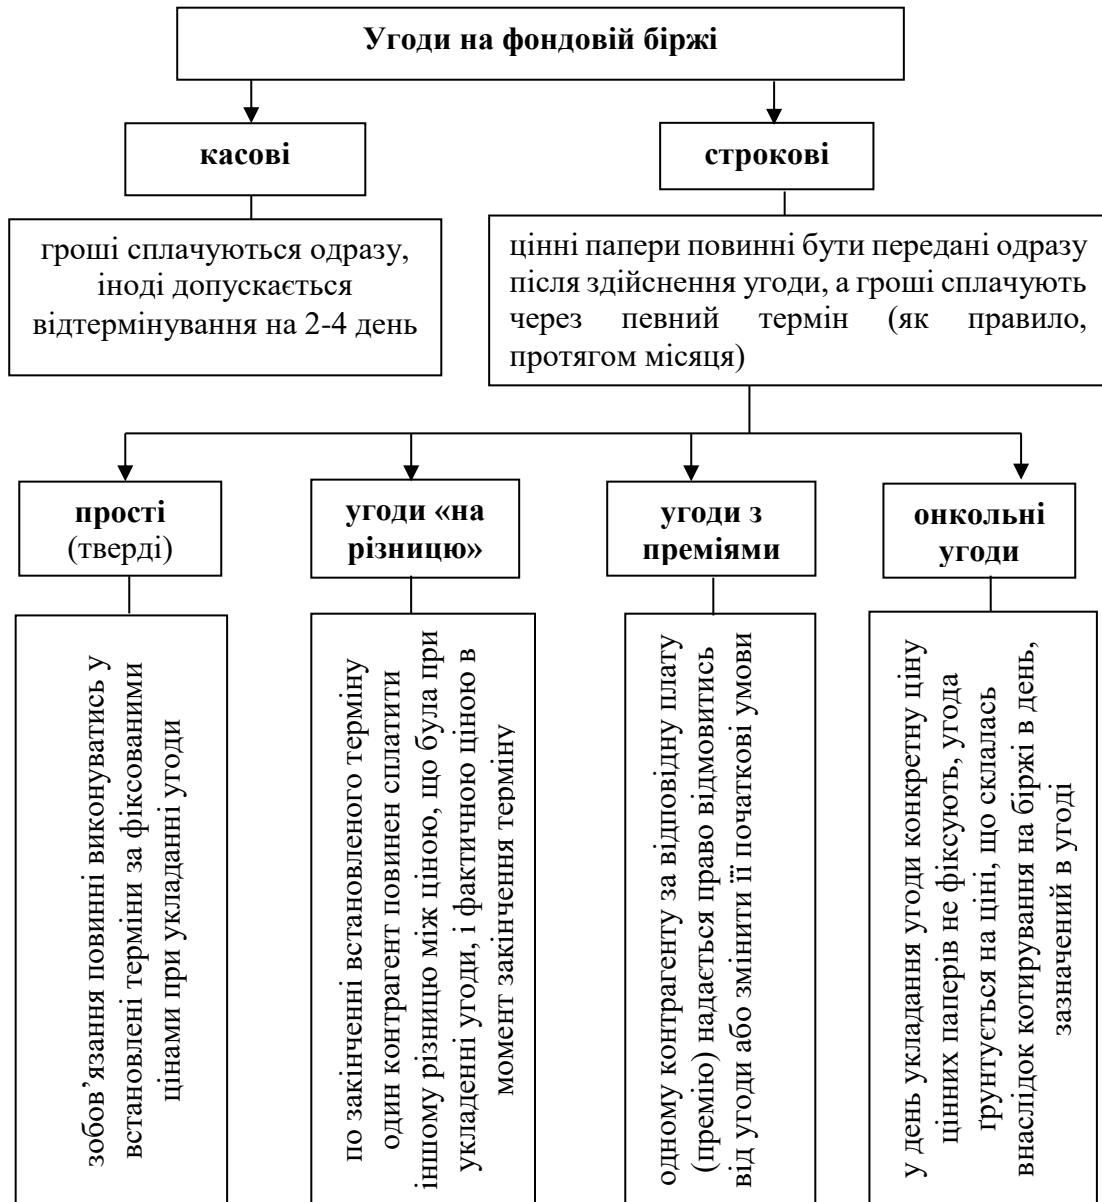 Угоди на фондовій біржі
касові
строкові
гроші сплачуються одразу,
іноді допускається
відтермінування на 2-4 день
цінні папери повинні бути передані одразу
після здійснення угоди, а гроші сплачують
через певний термін (як правило,
протягом місяця)
прості
(тверді)
угоди «на
різницю»
угоди з
преміями
онкольні
угоди
зобов’язання повинні виконуватись у
встановлені терміни за фіксованими
цінами при укладанні угоди
по закінченні встановленого терміну
один контрагент повинен сплатити
іншому різницю між ціною, що була при
укладенні угоди, і фактичною ціною в
момент закінчення терміну
одному контрагенту за відповідну плату
(премію) надається право відмовитись
від угоди або змінити її початкові умови
у день укладання угоди конкретну ціну
цінних паперів не фіксують, угода
ґрунтується на ціні, що склалась
внаслідок котирування на біржі в день,
зазначений в угоді